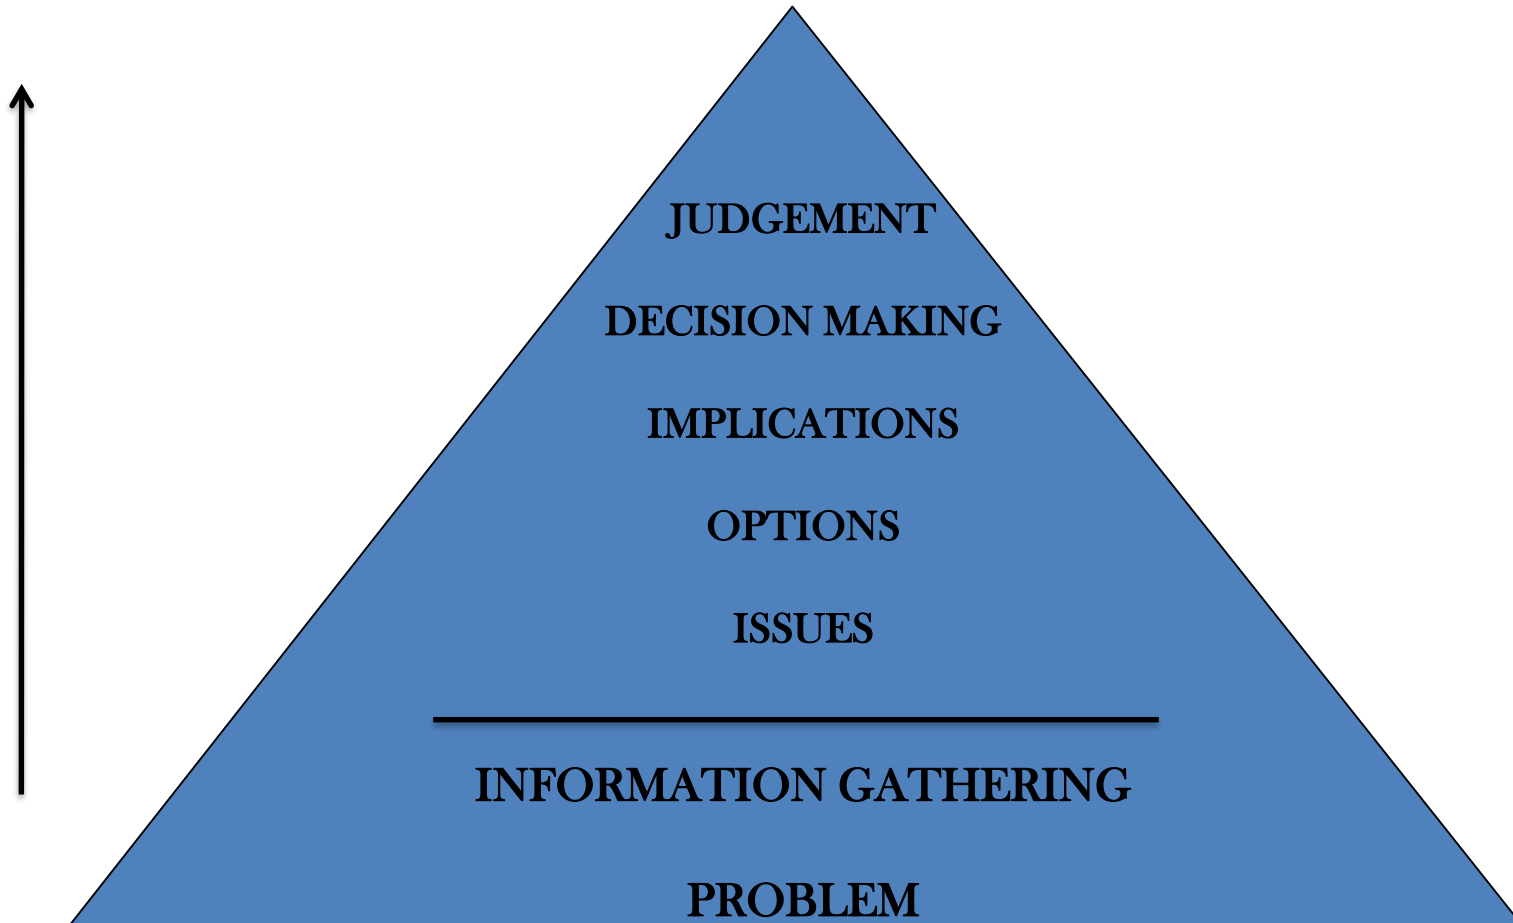 JUDGEMENT
DECISION MAKING
IMPLICATIONS
OPTIONS
ISSUES
INFORMATION GATHERING
PROBLEM